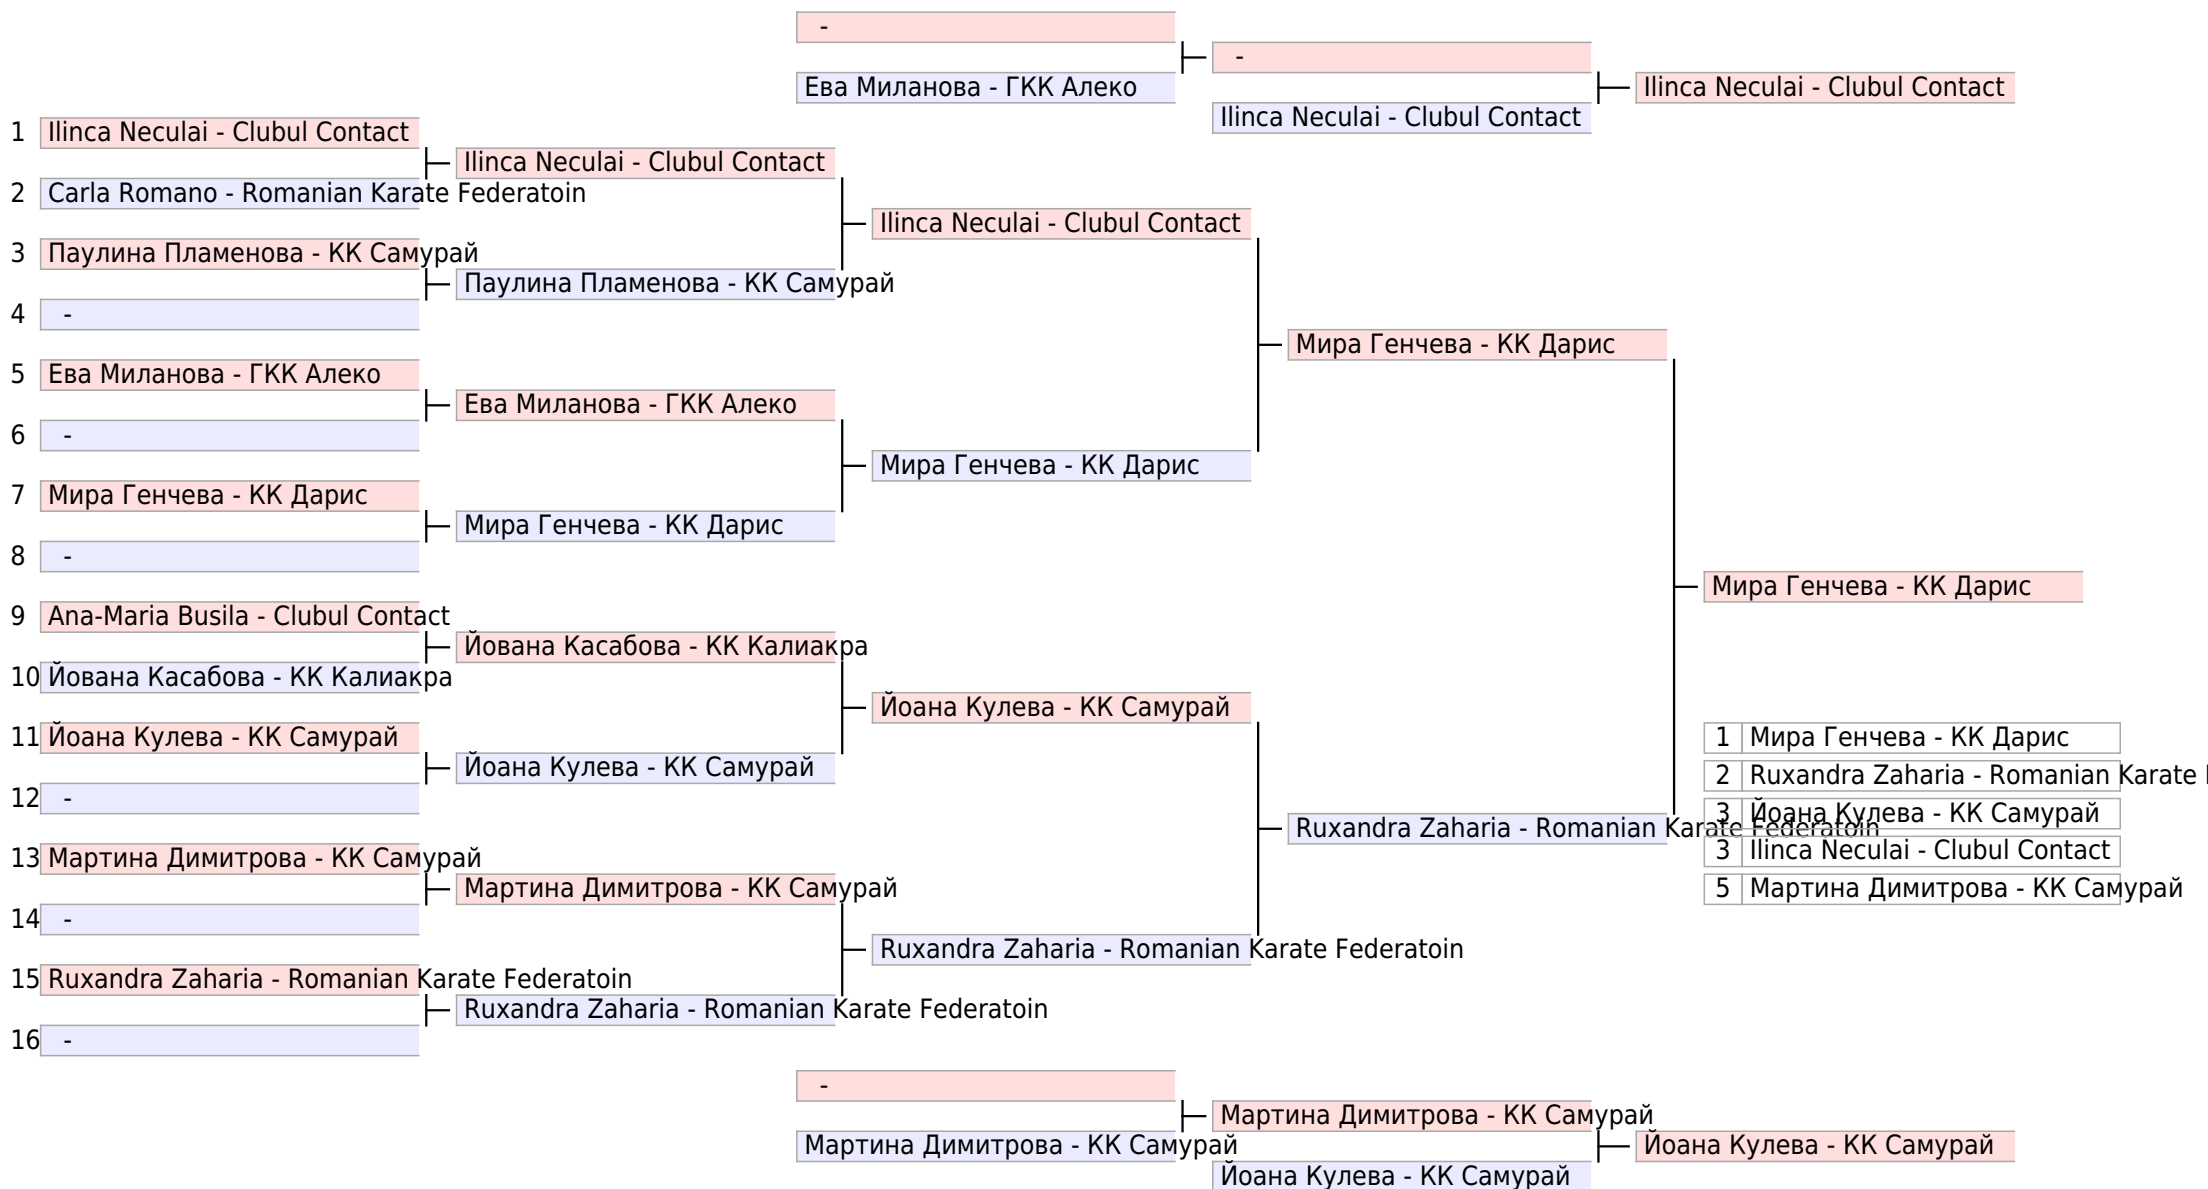 -
-
Ева Миланова - ГКК Алеко
Ilinca Neculai - Clubul Contact
Ilinca Neculai - Clubul Contact
1 Ilinca Neculai - Clubul Contact
Ilinca Neculai - Clubul Contact
2 Carla Romano - Romanian Karate Federatoin
Ilinca Neculai - Clubul Contact
3 Паулина Пламенова - КК Самурай
Паулина Пламенова - КК Самурай
4 -
Мира Генчева - КК Дарис
5 Ева Миланова - ГКК Алеко
Ева Миланова - ГКК Алеко
6 -
Мира Генчева - КК Дарис
7 Мира Генчева - КК Дарис
Мира Генчева - КК Дарис
8 -
Мира Генчева - КК Дарис
9 Ana-Maria Busila - Clubul Contact
Йована Касабова - КК Калиакра
10 Йована Касабова - КК Калиакра
Йоана Кулева - КК Самурай
11 Йоана Кулева - КК Самурай
Йоана Кулева - КК Самурай
12 -
Ruxandra Zaharia - Romanian Karate Federatoin
1 Мира Генчева - КК Дарис
2 Ruxandra Zaharia - Romanian Karate
3 Йоана Кулева - КК Самурай
3 Ilinca Neculai - Clubul Contact
5 Мартина Димитрова - КК Самурай
13 Мартина Димитрова - КК Самурай
Мартина Димитрова - КК Самурай
14 -
Ruxandra Zaharia - Romanian Karate Federatoin
15 Ruxandra Zaharia - Romanian Karate Federatoin
Ruxandra Zaharia - Romanian Karate Federatoin
16 -
-
Мартина Димитрова - КК Самурай
Мартина Димитрова - КК Самурай
Йоана Кулева - КК Самурай
Йоана Кулева - КК Самурай